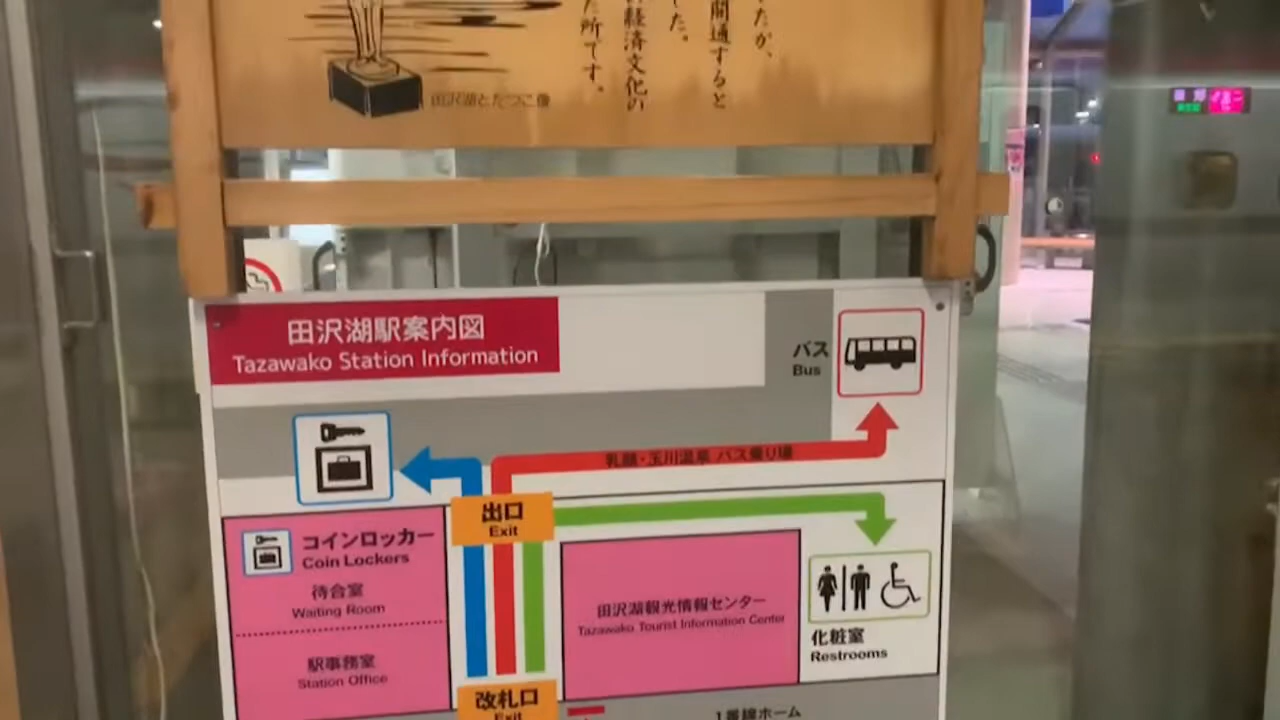 たが、
開通すると
た。
経済文化の
た所です。
田沢湖とたつこ像
田沢湖駅案内図
Tazawako Station Information
バス
Bus
乳頭・玉川温泉 バス乗り場
出口
Exit
コインロッカー
Coin Lockers
待合室
Waiting Room
駅事務室
Station Office
田沢湖観光情報センター
Tazawako Tourist Information Center
化粧室
Restrooms
改札口
Exit
1番線ホーム